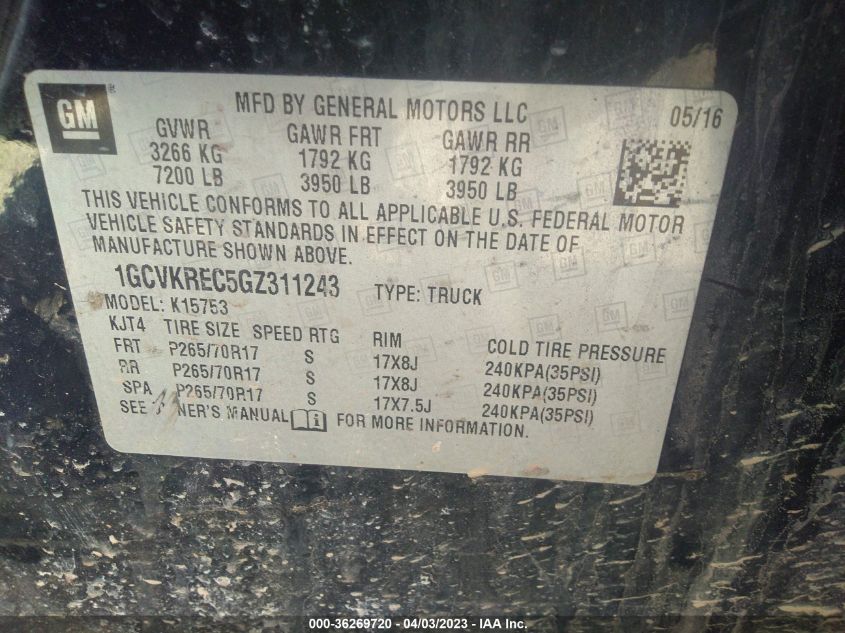 GM
MFD BY GENERAL MOTORS LLC
05/16
GVWR GAWR FRT GAWR RR
3266 KG 1792 KG 1792 KG
7200 LB 3950 LB 3950 LB
THIS VEHICLE CONFORMS TO ALL APPLICABLE U.S. FEDERAL MOTOR
VEHICLE SAFETY STANDARDS IN EFFECT ON THE DATE OF
MANUFACTURE SHOWN ABOVE.
1GCVKREC5GZ311243 TYPE: TRUCK
MODEL: K15753
KJT4 TIRE SIZE SPEED RTG RIM COLD TIRE PRESSURE
FRT P265/70R17 S 17X8J 240KPA(35PSI)
RR P265/70R17 S 17X8J 240KPA(35PSI)
SPA P265/70R17 S 17X7.5J 240KPA(35PSI)
SEE OWNER'S MANUAL FOR MORE INFORMATION.
000-36269720 - 04/03/2023 - IAA Inc.